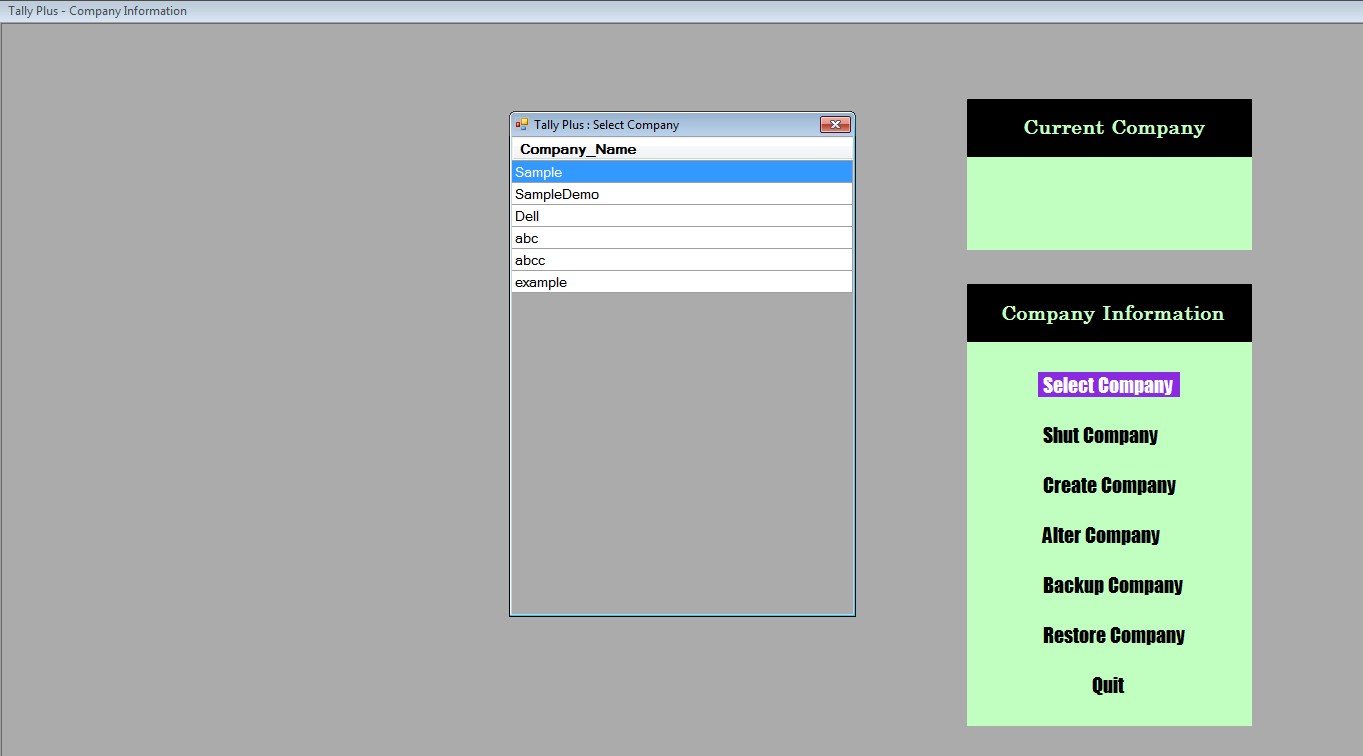 Tally Plus - Company Information
Tally Plus : Select Company
Company_Name
Sample
SampleDemo
Dell
abc
abcc
example
Current Company
Company Information
Select Company
Shut Company
Create Company
Alter Company
Backup Company
Restore Company
Quit